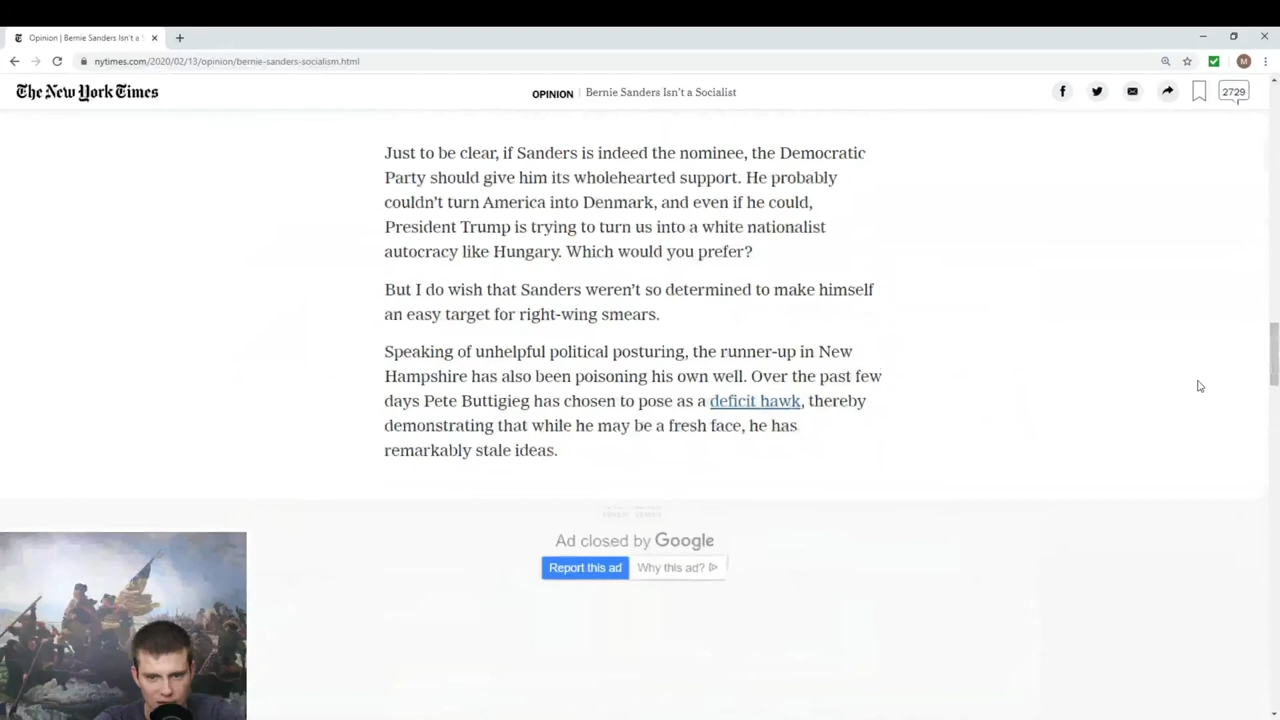 Opinion | Bernie Sanders Isn't a S
nytimes.com/2020/02/13/opinion/bernie-sanders-socialism.html
M
The New York Times
OPINION | Bernie Sanders Isn't a Socialist
2729
Just to be clear, if Sanders is indeed the nominee, the Democratic
Party should give him its wholehearted support. He probably
couldn't turn America into Denmark, and even if he could,
President Trump is trying to turn us into a white nationalist
autocracy like Hungary. Which would you prefer?
But I do wish that Sanders weren't so determined to make himself
an easy target for right-wing smears.
Speaking of unhelpful political posturing, the runner-up in New
Hampshire has also been poisoning his own well. Over the past few
days Pete Buttigieg has chosen to pose as a deficit hawk, thereby
demonstrating that while he may be a fresh face, he has
remarkably stale ideas.
Ad closed by Google
Report this ad
Why this ad?